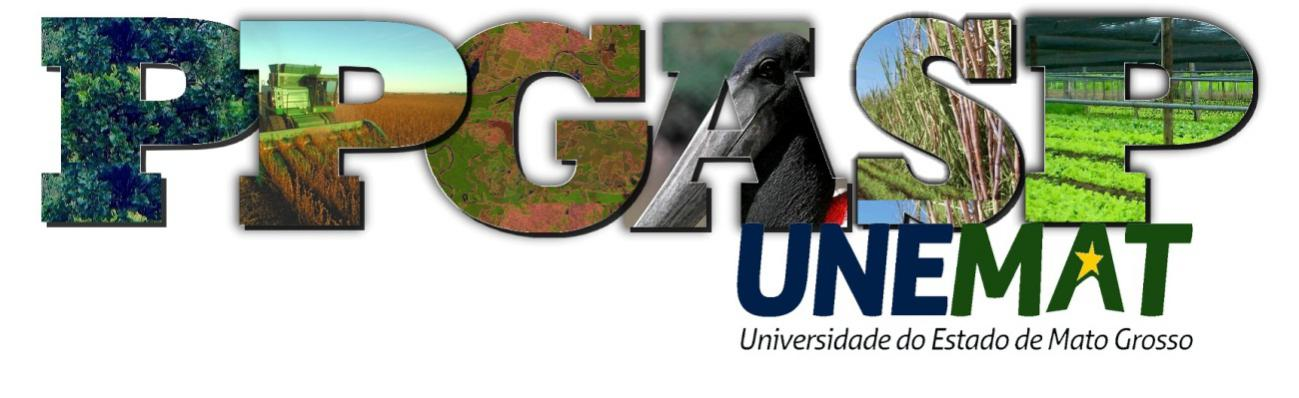 PPGASP
UNEMAT
Universidade do Estado de Mato Grosso